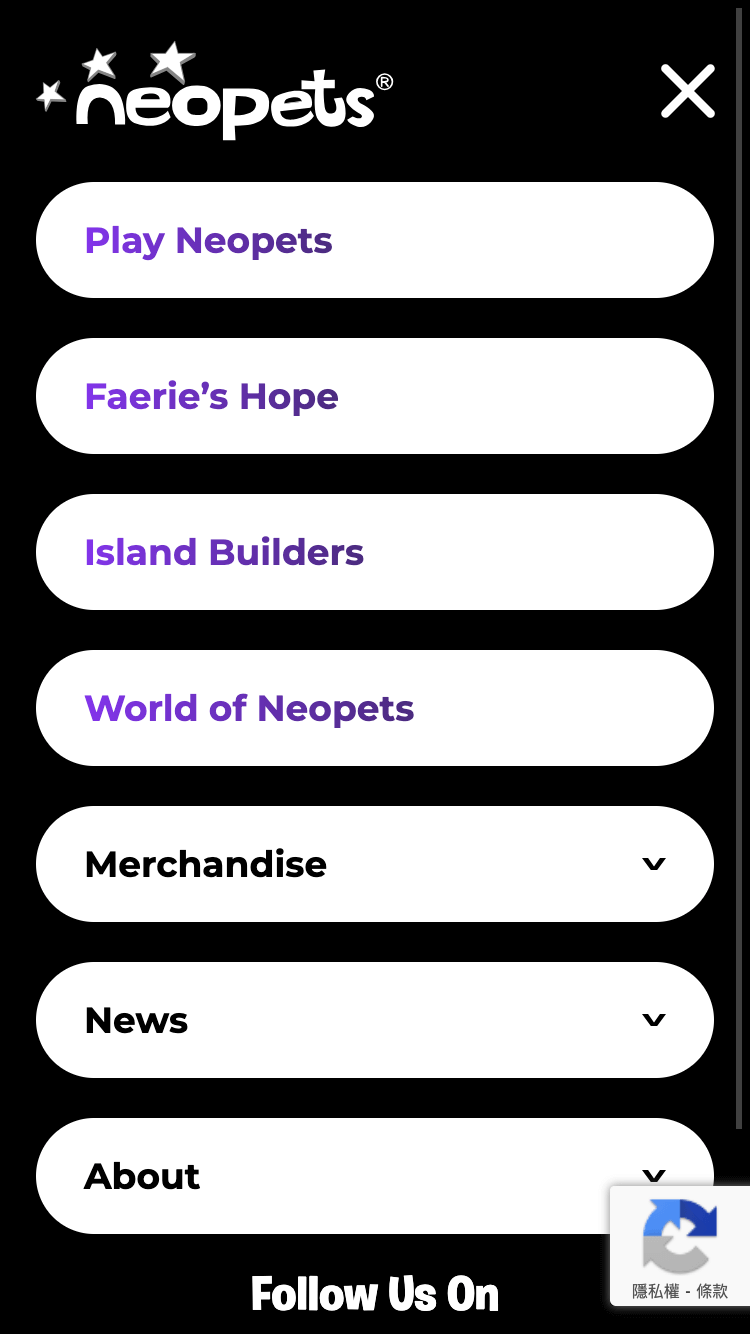 neopets®
Play Neopets
Faerie’s Hope
Island Builders
World of Neopets
Merchandise
News
About
隱私權 - 條款
Follow Us On